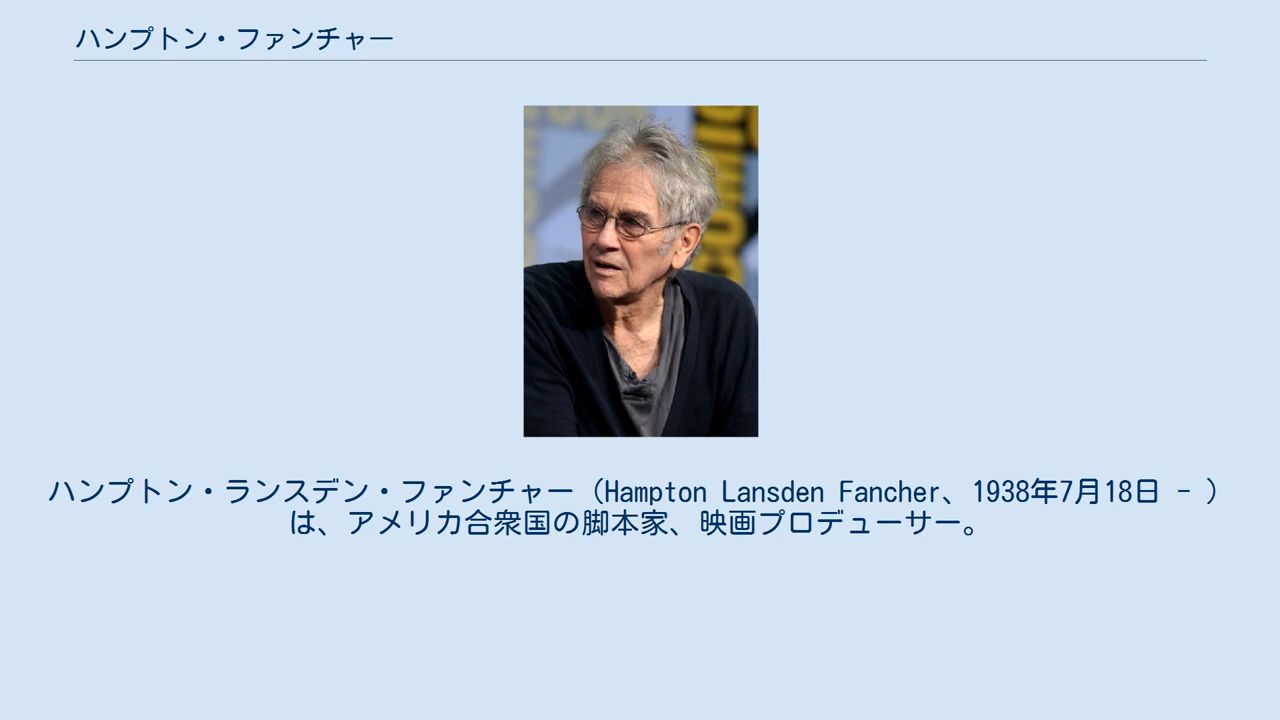 ハンプトン・ファンチャー
ハンプトン・ランスデン・ファンチャー（Hampton Lansden Fancher、1938年7月18日 - ）
は、アメリカ合衆国の脚本家、映画プロデューサー。